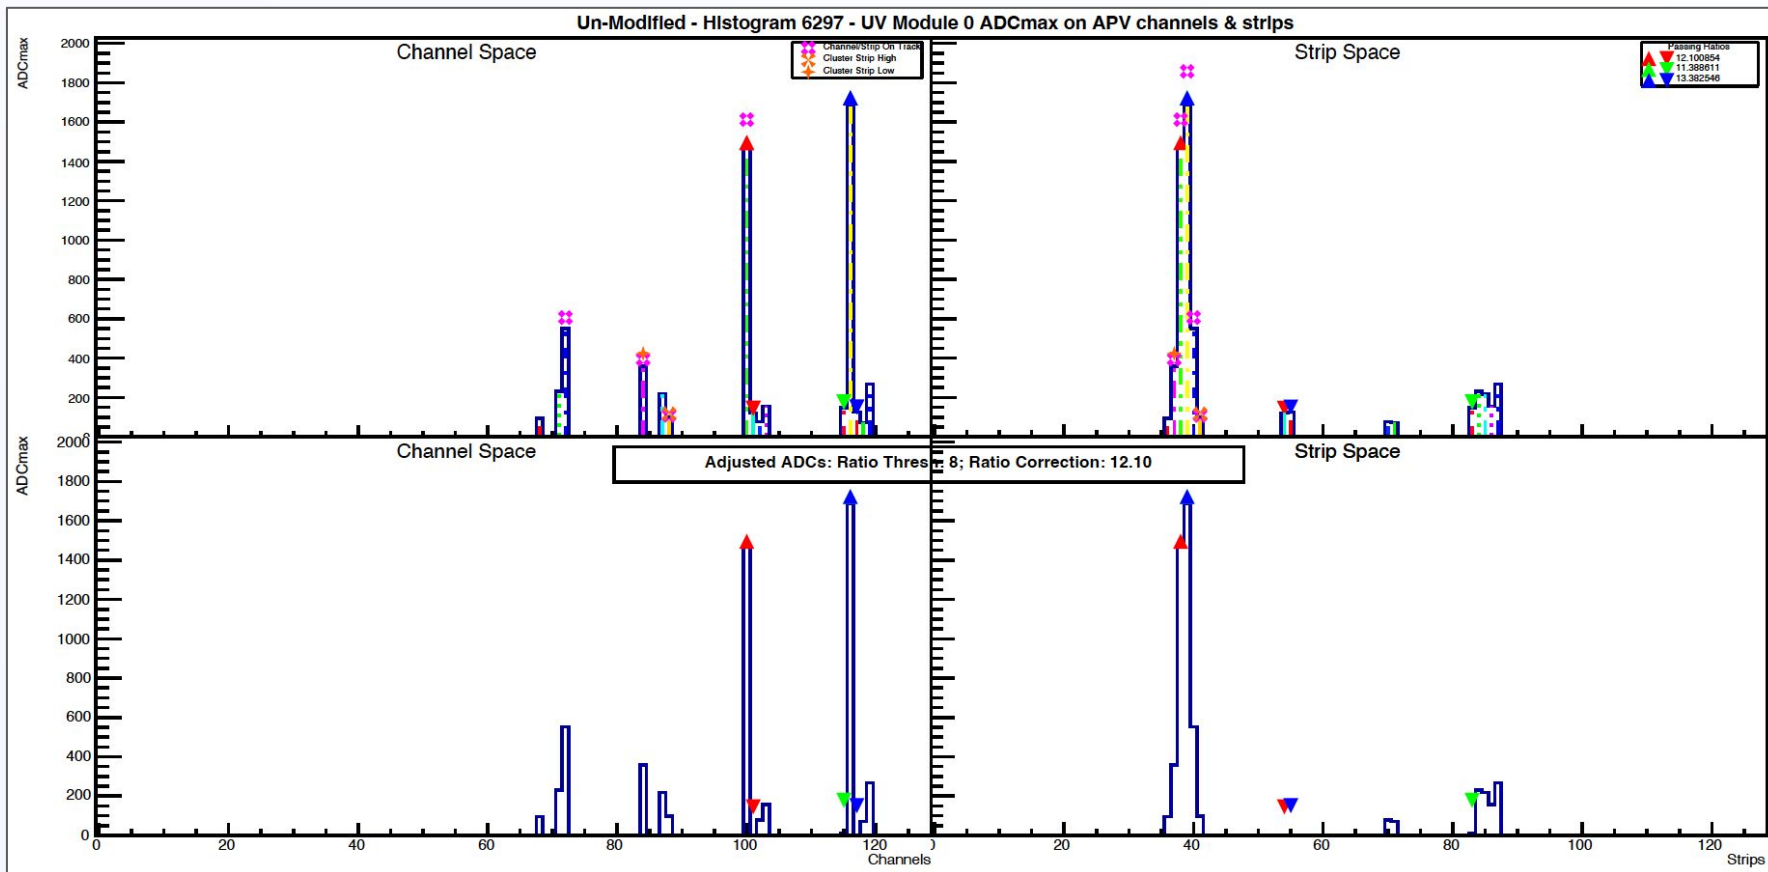 Un-Modified - Histogram 6297 - UV Module 0 ADCmax on APV channels & strips
ADCmax
Channel Space
Channel/Strip On Track
Cluster Strip High
Cluster Strip Low
2000
1800
1600
1400
1200
1000
800
600
400
200
Strip Space
Passing Ratios
12.100854
11.388611
13.382546
ADCmax
Channel Space
Strip Space
Adjusted ADCs: Ratio Thresh: 8; Ratio Correction: 12.10
2000
1800
1600
1400
1200
1000
800
600
400
200
0
0 20 40 60 80 100 120
Channels
20 40 60 80 100 120
Strips